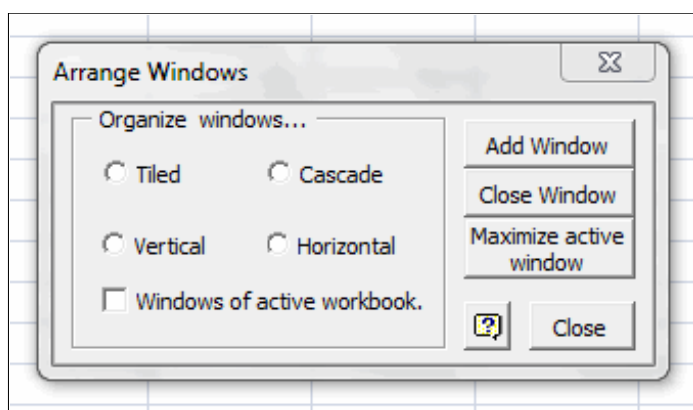 Arrange Windows
Organize windows...
Tiled
Cascade
Vertical
Horizontal
Windows of active workbook.
Add Window
Close Window
Maximize active
window
?
Close